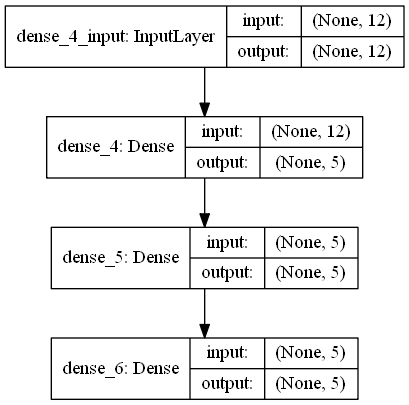 dense_4_input: InputLayer
input: (None, 12)
output: (None, 12)
dense_4: Dense
input: (None, 12)
output: (None, 5)
dense_5: Dense
input: (None, 5)
output: (None, 5)
dense_6: Dense
input: (None, 5)
output: (None, 5)